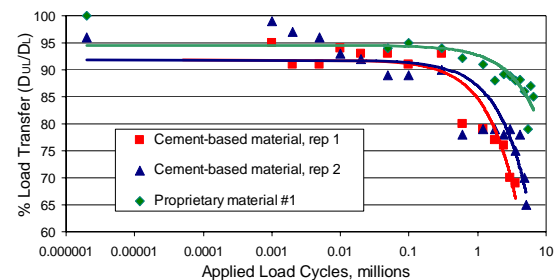 % Load Transfer (DUL/DL)
100
95
90
85
80
75
70
65
60
Cement-based material, rep 1
Cement-based material, rep 2
Proprietary material #1
0.000001 0.00001 0.0001 0.001 0.01 0.1 1 10
Applied Load Cycles, millions